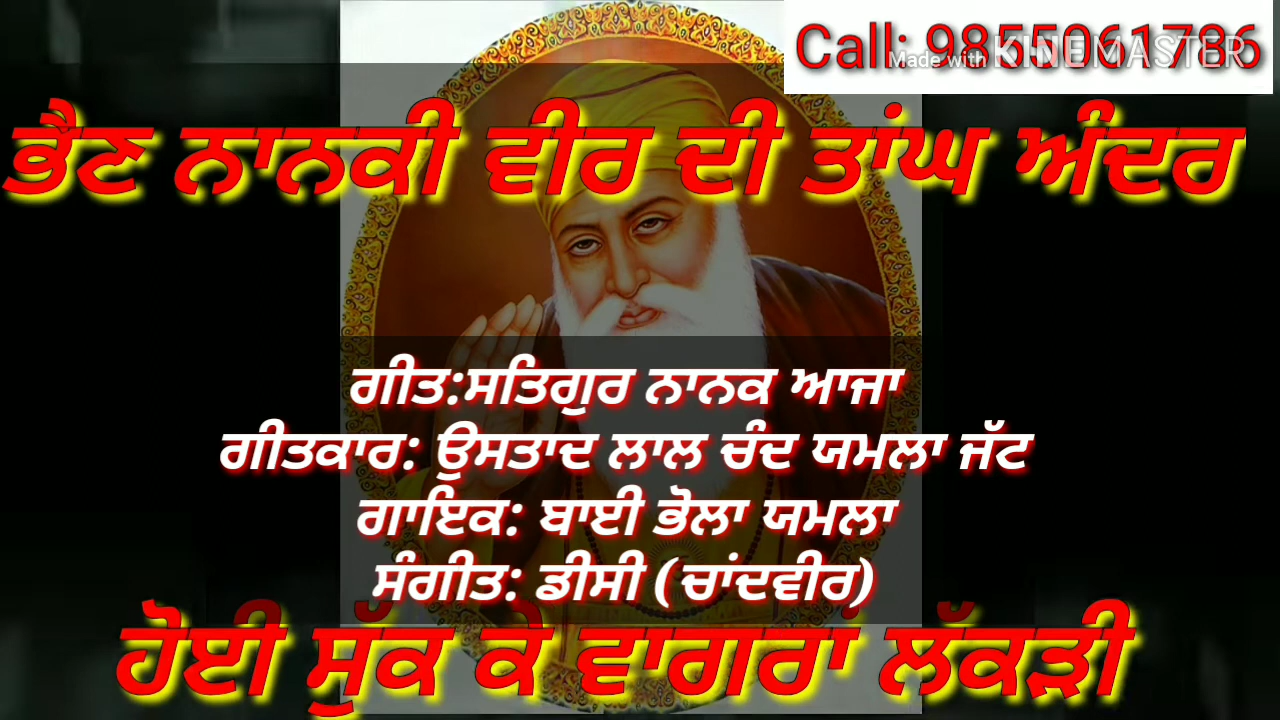 Call: 9855061786
Made with KINEMASTER
ਭੈਣ ਨਾਨਕੀ ਵੀਰ ਦੀ ਤਾਂਘ ਅੰਦਰ
ਗੀਤ:ਸਤਿਗੁਰ ਨਾਨਕ ਆਜਾ
ਗੀਤਕਾਰ: ਉਸਤਾਦ ਲਾਲ ਚੰਦ ਯਮਲਾ ਜੱਟ
ਗਾਇਕ: ਬਾਈ ਭੋਲਾ ਯਮਲਾ
ਸੰਗੀਤ: ਡੀਸੀ (ਚਾਂਦਵੀਰ)
ਹੋਈ ਸੁੱਕ ਕੇ ਵਾਗਰਾਂ ਲੱਕੜੀ